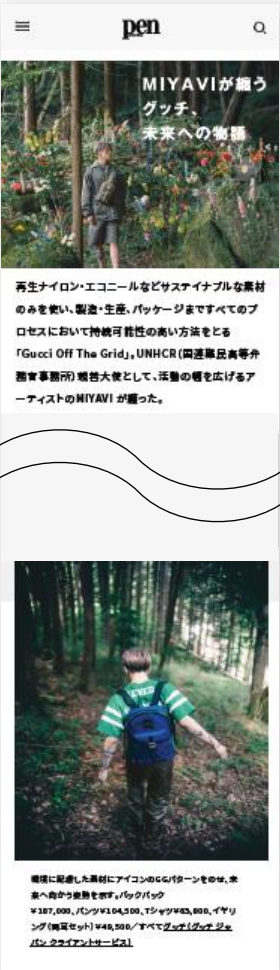 pen
MIYAVIが纏う
グッチ、
未来への物語
再生ナイロン・エコニールなどサステイナブルな素材
のみを使い、製造・生産、パッケージまですべてのプ
ロセスにおいて持続可能性の高い方法をとる
「Gucci Off The Grid」。UNHCR(国連難民高等弁
務官事務所)親善大使として、活動の幅を広げるア
ーティストのMIYAVI が纏った。
環境に配慮した素材にアイコンのGGパターンをのせ、未
来へ向かう姿勢を示す。バックパック
¥187,000、パンツ¥104,500、Tシャツ¥63,800、イヤリ
ング(両耳セット)¥49,500／すべてグッチ(グッチ ジャ
パン クライアントサービス)